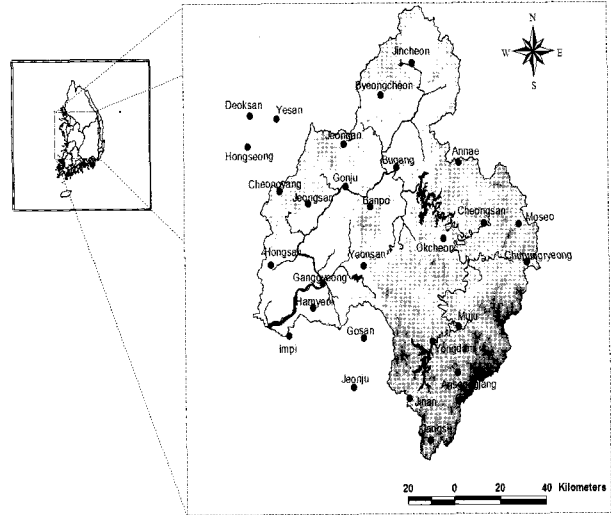 N
W E
S
Jincheon
Byeongcheon
Deoksan
Yesan
Jeongan
Hongseong
Bugang
Annae
Cheongyang
Gonju
Jeongsan
Banpo
Cheongsan
Moseo
Okcheon
Hongsan
Yeonsan
Chupungryeong
Ganggyeong
Hamyeol
Muju
impi
Gosan
Yongdam
Jeonju
Jinan
Jangsu
20 0 20 40 Kilometers